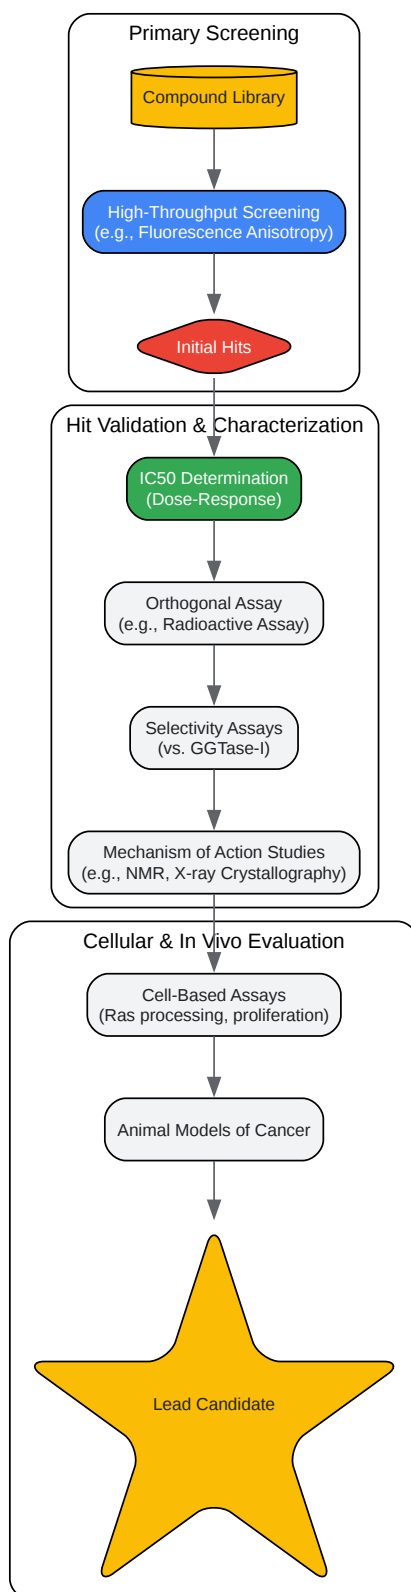 Primary Screening
Compound Library
High-Throughput Screening
(e.g., Fluorescence Anisotropy)
Initial Hits
Hit Validation & Characterization
IC50 Determination
(Dose-Response)
Orthogonal Assay
(e.g., Radioactive Assay)
Selectivity Assays
(vs. GGTase-I)
Mechanism of Action Studies
(e.g., NMR, X-ray Crystallography)
Cellular & In Vivo Evaluation
Cell-Based Assays
(Ras processing, proliferation)
Animal Models of Cancer
Lead Candidate